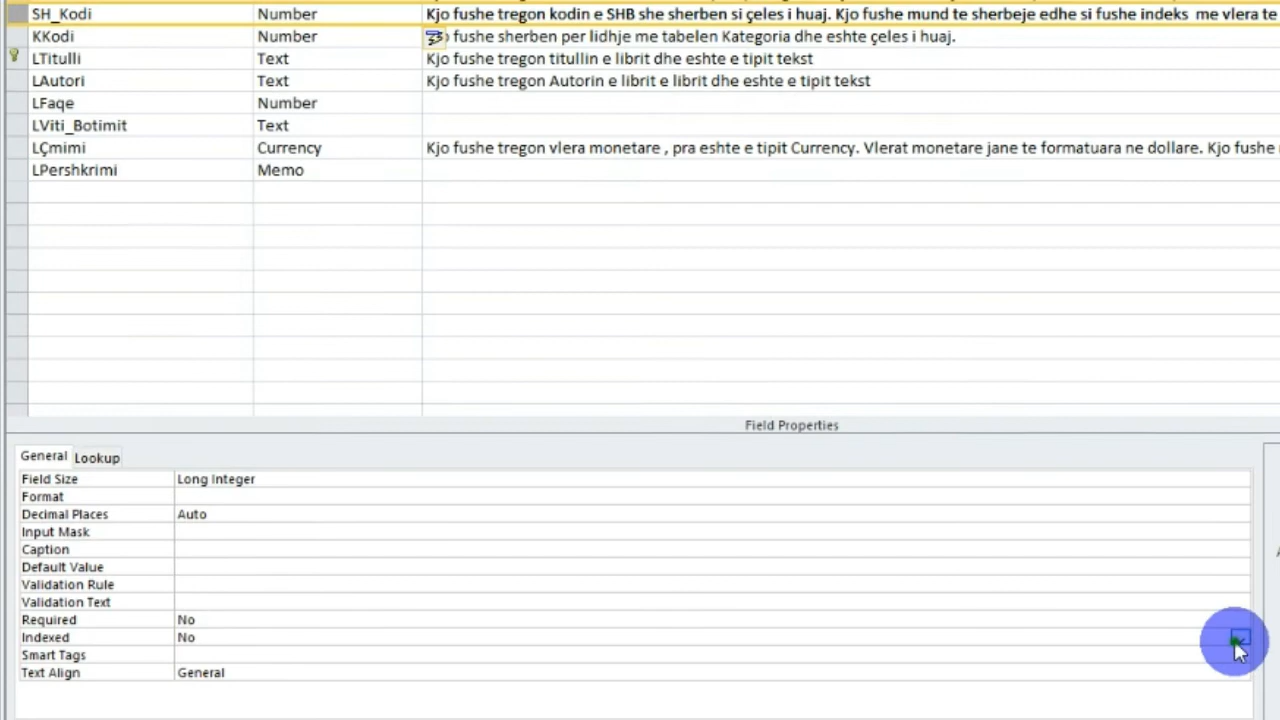 SH_Kodi Number Kjo fushe tregon kodin e SHB she sherben si çeles i huaj. Kjo fushe mund te sherbeje edhe si fushe indeks me vlera te
KKodi Number fushe sherben per lidhje me tabelen Kategoria dhe eshte çeles i huaj.
LTitulli Text Kjo fushe tregon titullin e librit dhe eshte e tipit tekst
LAutori Text Kjo fushe tregon Autorin e librit e librit dhe eshte e tipit tekst
LFaqe Number
LViti_Botimit Text
LÇmimi Currency Kjo fushe tregon vlera monetare , pra eshte e tipit Currency. Vlerat monetare jane te formatuara ne dollare. Kjo fushe
LPershkrimi Memo
Field Properties
General Lookup
Field Size Long Integer
Format
Decimal Places Auto
Input Mask
Caption
Default Value
Validation Rule
Validation Text
Required No
Indexed No
Smart Tags
Text Align General